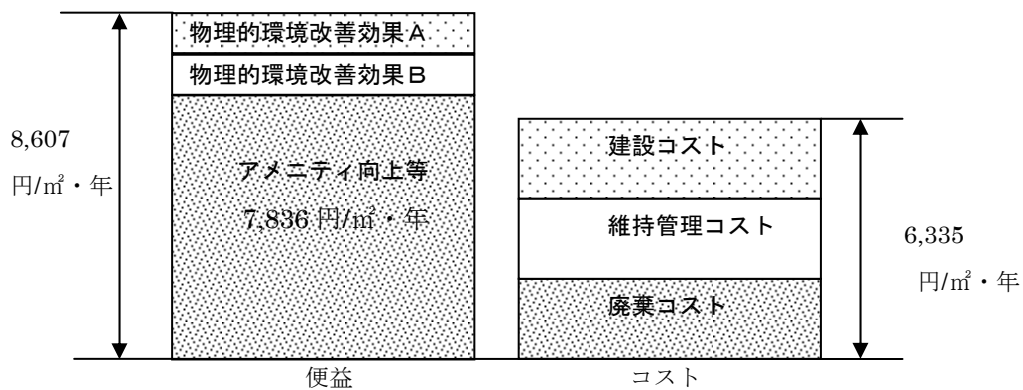 物理的環境改善効果A
物理的環境改善効果B
8,607
円/㎡・年
アメニティ向上等
7,836 円/㎡・年
建設コスト
維持管理コスト
廃棄コスト
6,335
円/㎡・年
便益
コスト